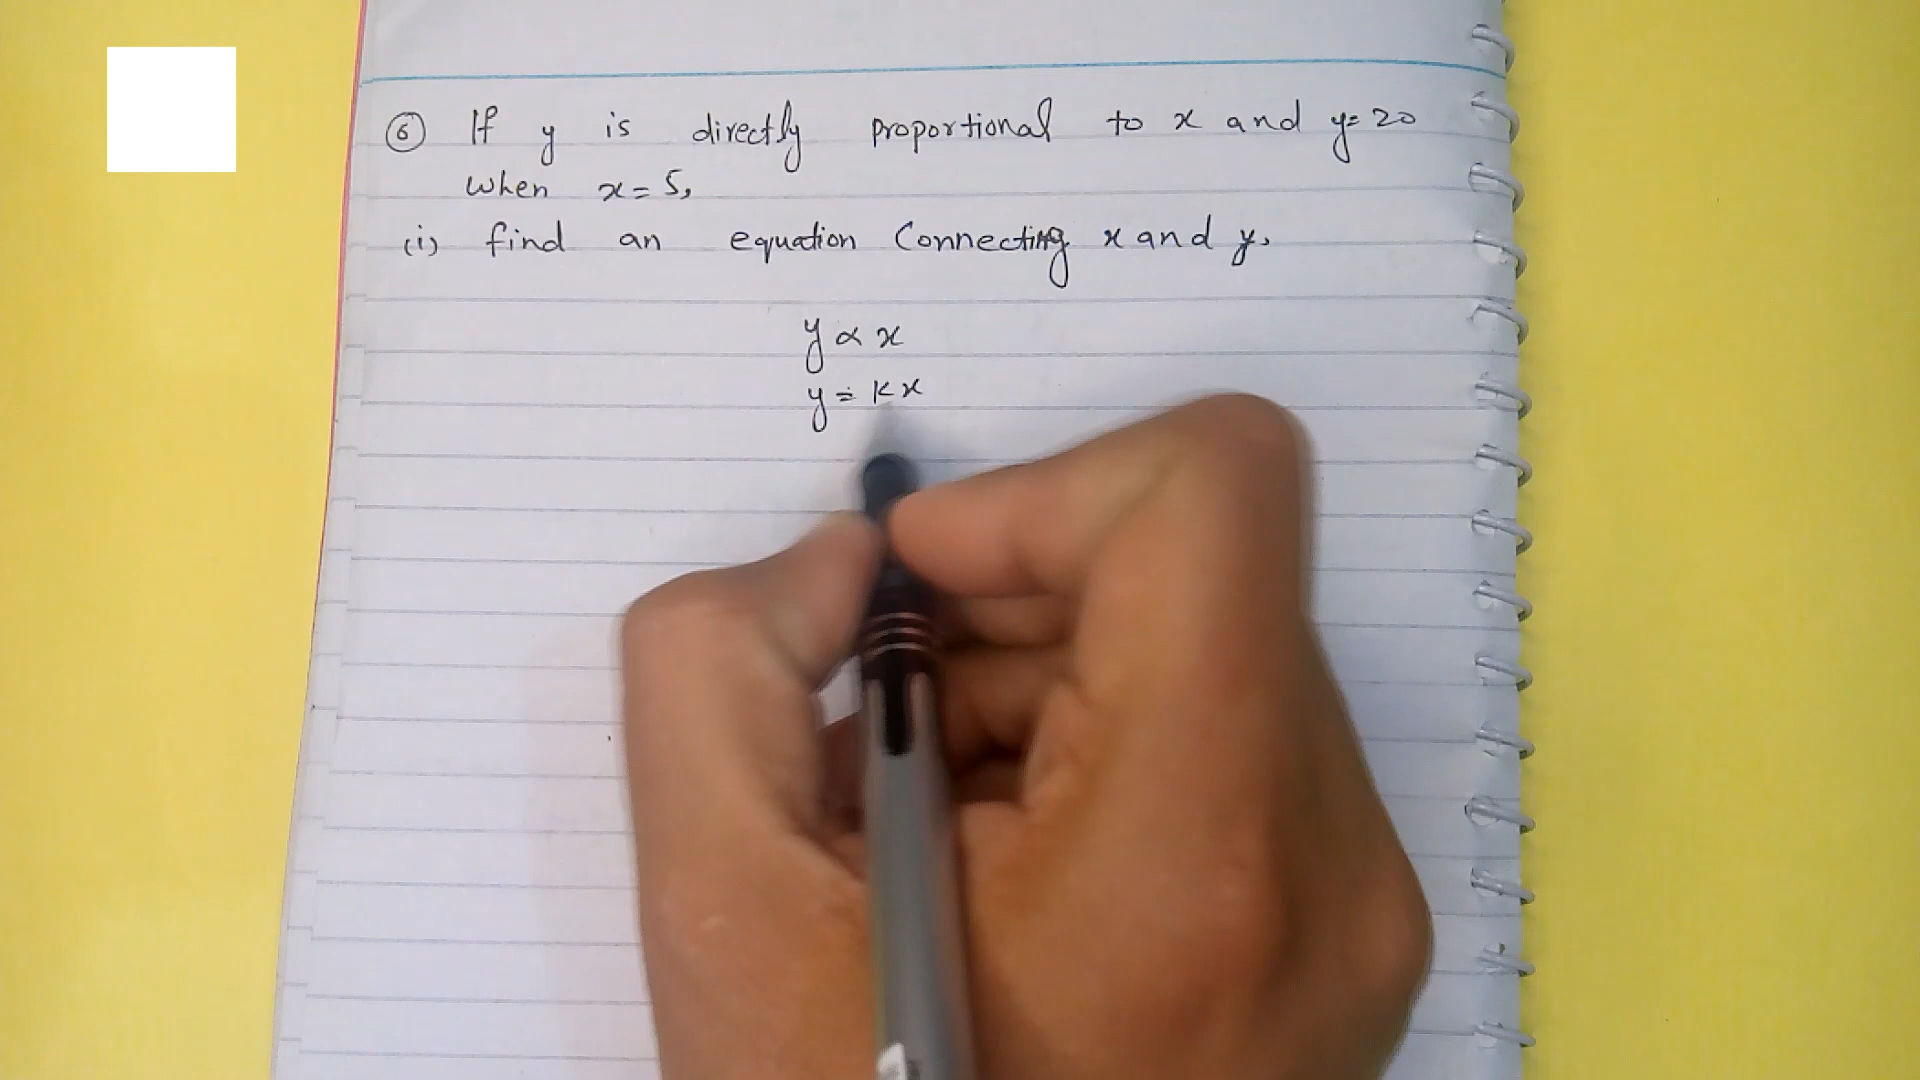 ⑥ If y is directly proportional to x and y=20
when x=5,
(i) find an equation Connecting x and y,
y ∝ x
y = kx